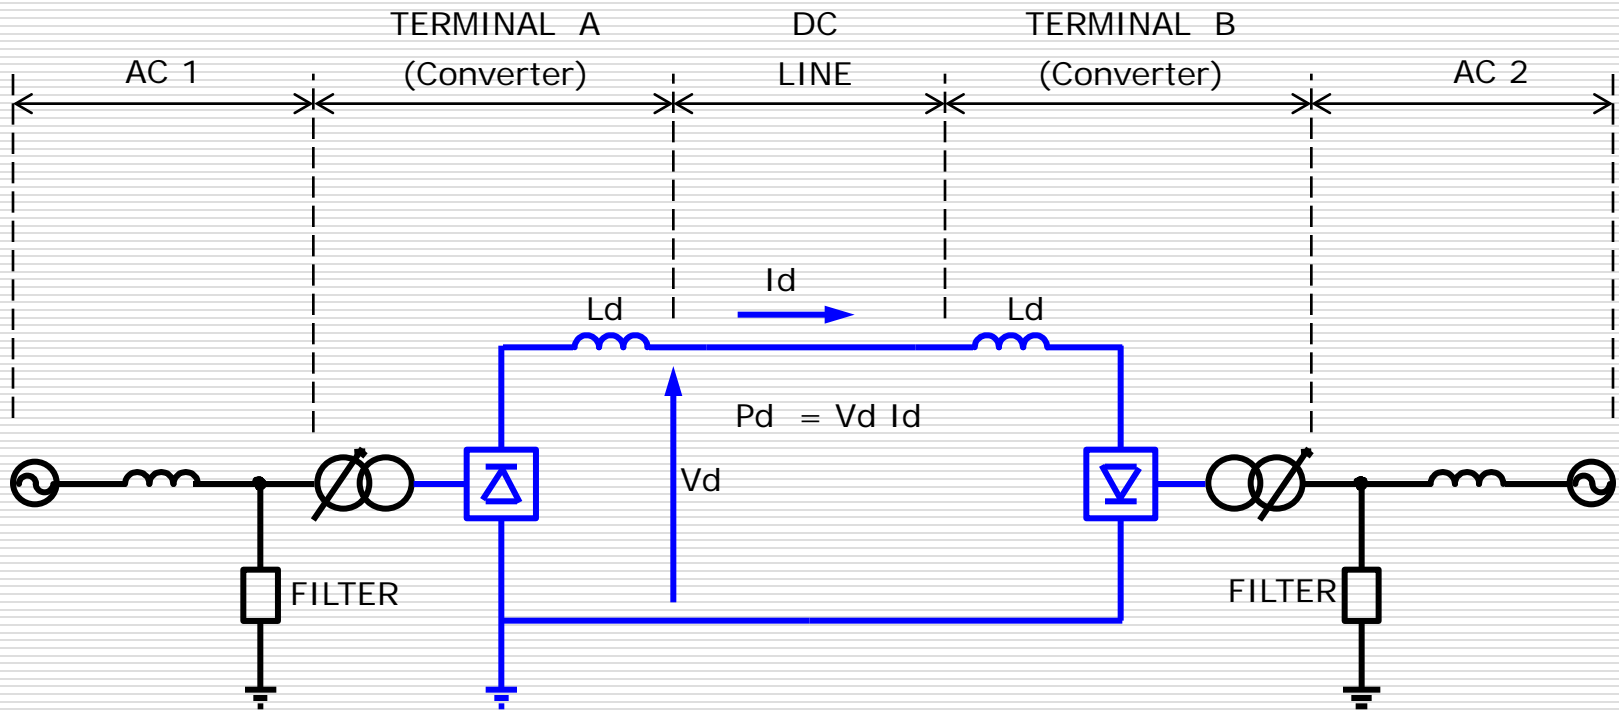 TERMINAL A
(Converter)
DC
LINE
TERMINAL B
(Converter)
AC 1
AC 2
Id
Ld
Ld
Pd = Vd Id
Vd
FILTER
FILTER